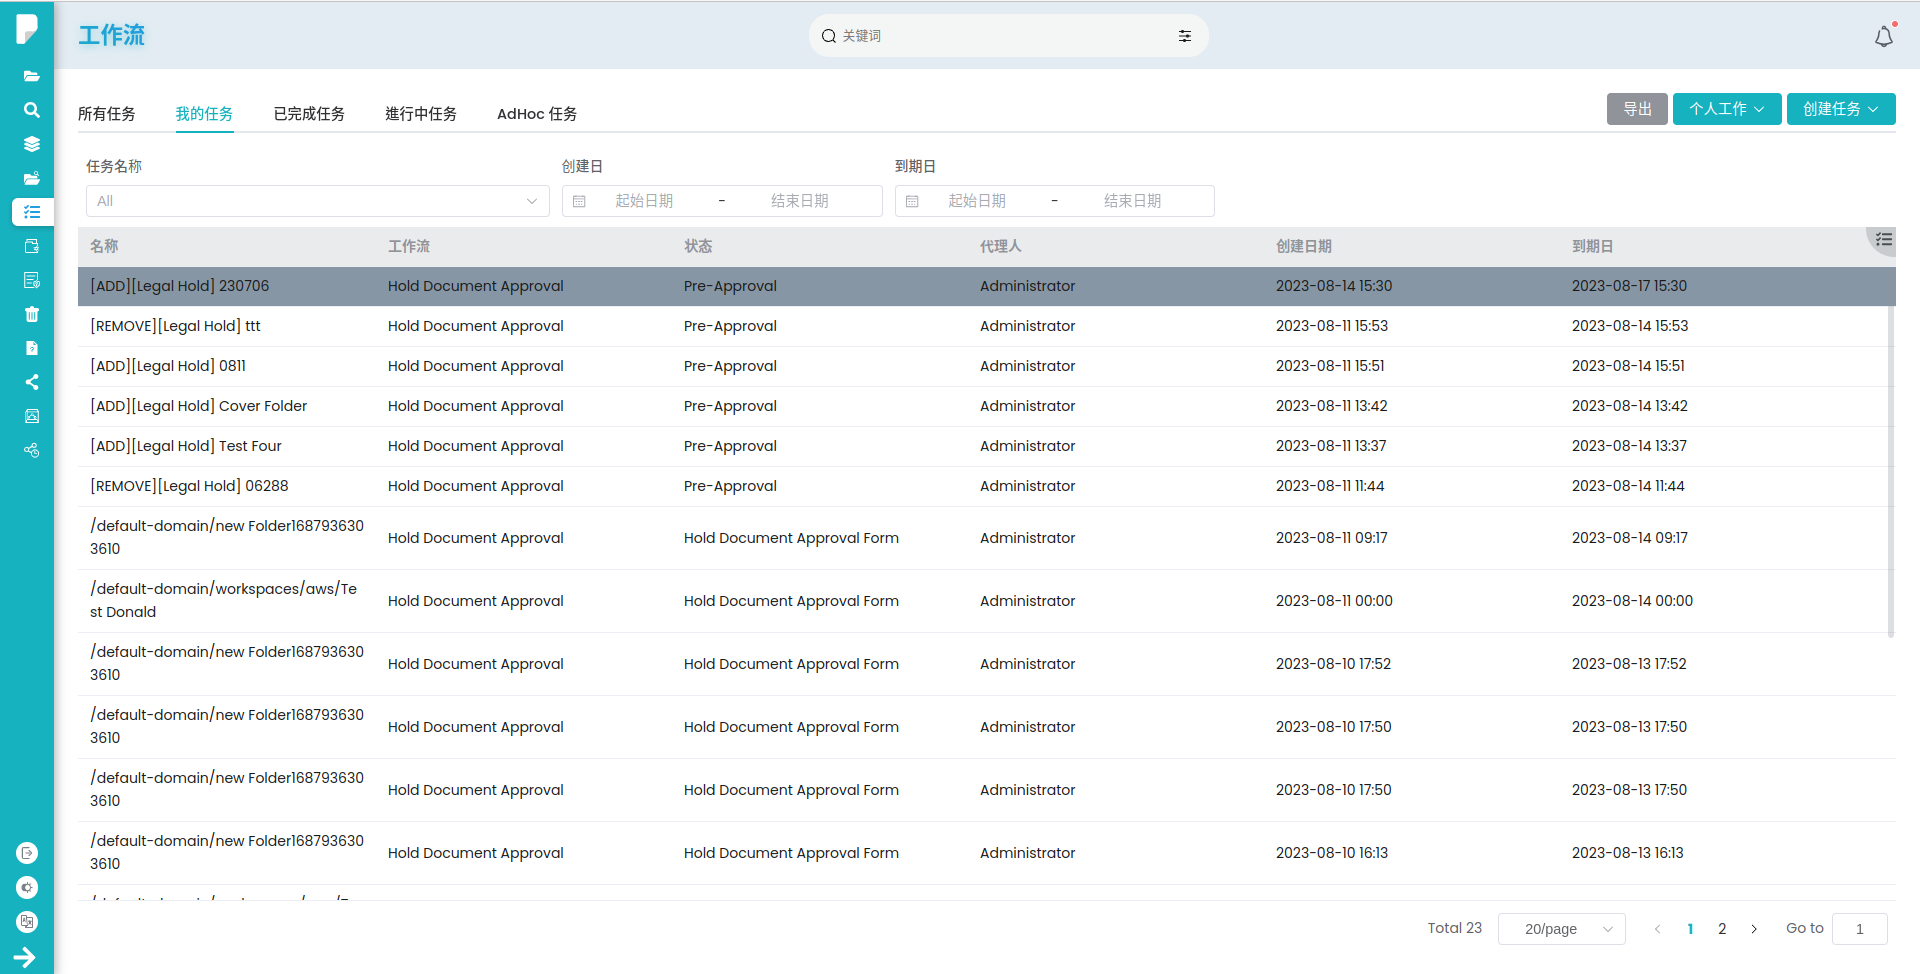 工作流
关键词
所有任务 我的任务 已完成任务 進行中任务 AdHoc 任务 导出 个人工作 创建任务
任务名称 创建日 到期日
All 起始日期 - 结束日期 起始日期 - 结束日期
名称 工作流 状态 代理人 创建日期 到期日
[ADD][Legal Hold] 230706 Hold Document Approval Pre-Approval Administrator 2023-08-14 15:30 2023-08-17 15:30
[REMOVE][Legal Hold] ttt Hold Document Approval Pre-Approval Administrator 2023-08-11 15:53 2023-08-14 15:53
[ADD][Legal Hold] 0811 Hold Document Approval Pre-Approval Administrator 2023-08-11 15:51 2023-08-14 15:51
[ADD][Legal Hold] Cover Folder Hold Document Approval Pre-Approval Administrator 2023-08-11 13:42 2023-08-14 13:42
[ADD][Legal Hold] Test Four Hold Document Approval Pre-Approval Administrator 2023-08-11 13:37 2023-08-14 13:37
[REMOVE][Legal Hold] 06288 Hold Document Approval Pre-Approval Administrator 2023-08-11 11:44 2023-08-14 11:44
/default-domain/new Folder168793630
3610 Hold Document Approval Hold Document Approval Form Administrator 2023-08-11 09:17 2023-08-14 09:17
/default-domain/workspaces/aws/Te
st Donald Hold Document Approval Hold Document Approval Form Administrator 2023-08-11 00:00 2023-08-14 00:00
/default-domain/new Folder168793630
3610 Hold Document Approval Hold Document Approval Form Administrator 2023-08-10 17:52 2023-08-13 17:52
/default-domain/new Folder168793630
3610 Hold Document Approval Hold Document Approval Form Administrator 2023-08-10 17:50 2023-08-13 17:50
/default-domain/new Folder168793630
3610 Hold Document Approval Hold Document Approval Form Administrator 2023-08-10 17:50 2023-08-13 17:50
/default-domain/new Folder168793630
3610 Hold Document Approval Hold Document Approval Form Administrator 2023-08-10 16:13 2023-08-13 16:13
Total 23 20/page 1 2 Go to 1